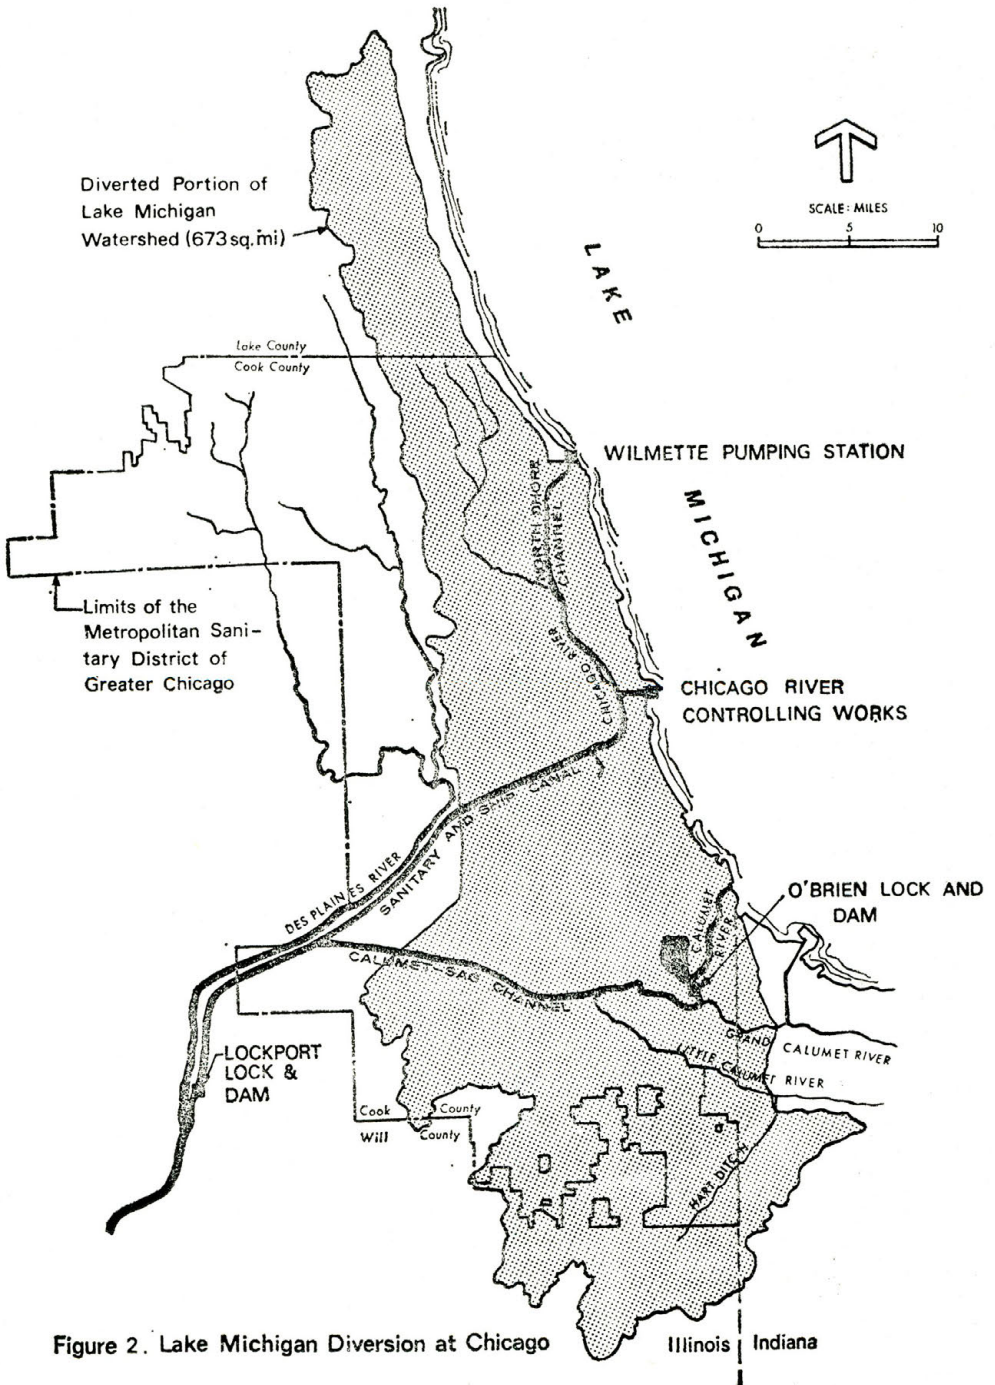 Diverted Portion of
Lake Michigan
Watershed (673 sq. mi)
SCALE: MILES
0 5 10
LAKE
MICHIGAN
Lake County
Cook County
WILMETTE PUMPING STATION
NORTH SHORE
CHANNEL
Limits of the
Metropolitan Sani-
tary District of
Greater Chicago
CHICAGO RIVER
CHICAGO RIVER
CONTROLLING WORKS
SANITARY AND SHIP CANAL
DES PLAINES RIVER
CALUMET
RIVER
O'BRIEN LOCK AND
DAM
CALUMET-SAG CHANNEL
GRAND CALUMET RIVER
LITTLE CALUMET RIVER
LOCKPORT
LOCK &
DAM
Cook County
Will County
HART DITCH
Figure 2. Lake Michigan Diversion at Chicago
Illinois Indiana